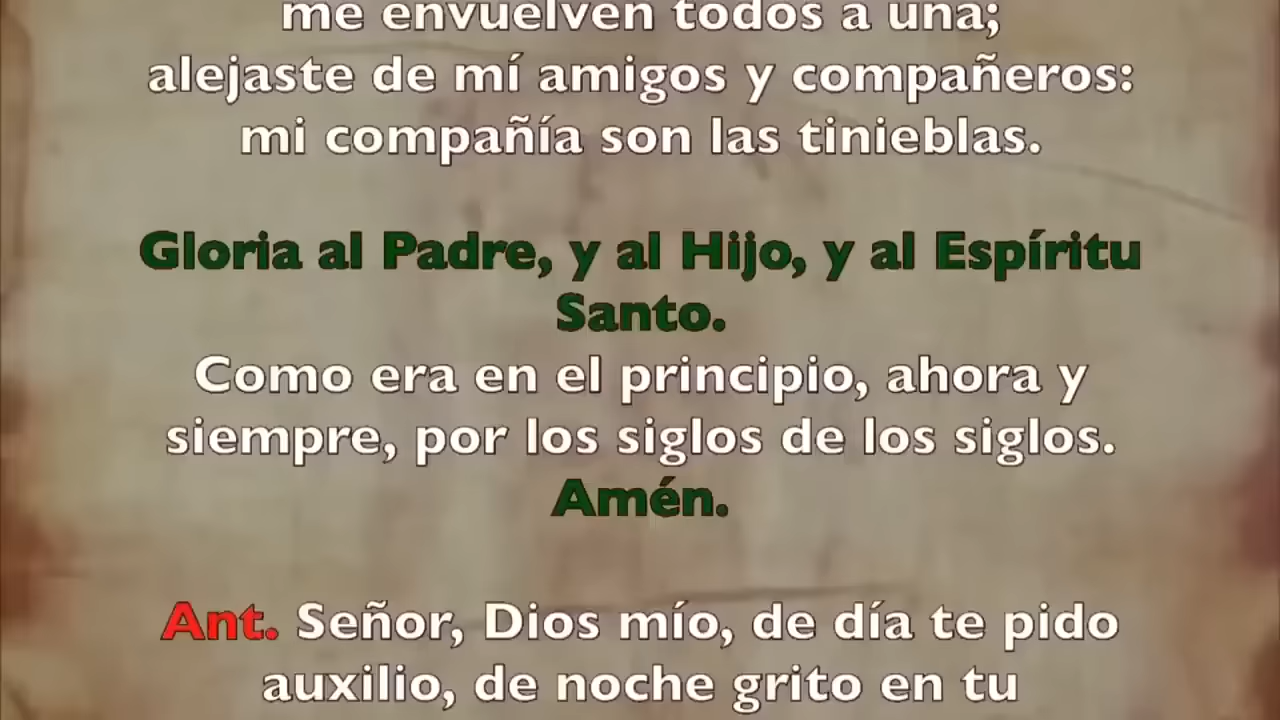 me envuelven todos a una;
alejaste de mí amigos y compañeros:
mi compañía son las tinieblas.
Gloria al Padre, y al Hijo, y al Espíritu
Santo.
Como era en el principio, ahora y
siempre, por los siglos de los siglos.
Amén.
Ant. Señor, Dios mío, de día te pido
auxilio, de noche grito en tu